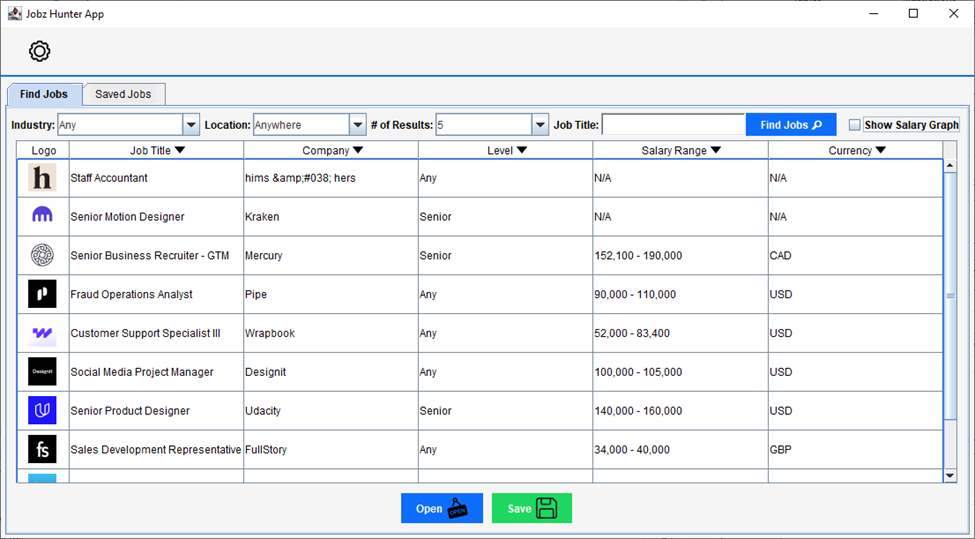 Jobz Hunter App
Find Jobs Saved Jobs
Industry: Any Location: Anywhere # of Results: 5 Job Title: Find Jobs Show Salary Graph
Logo Job Title Company Level Salary Range Currency
h Staff Accountant hims &amp;#038; hers Any N/A N/A
Senior Motion Designer Kraken Senior N/A N/A
Senior Business Recruiter - GTM Mercury Senior 152,100 - 190,000 CAD
Fraud Operations Analyst Pipe Any 90,000 - 110,000 USD
Customer Support Specialist III Wrapbook Any 52,000 - 83,400 USD
Designit Social Media Project Manager Designit Any 100,000 - 105,000 USD
Senior Product Designer Udacity Senior 140,000 - 160,000 USD
fs Sales Development Representative FullStory Any 34,000 - 40,000 GBP
Open OPEN Save